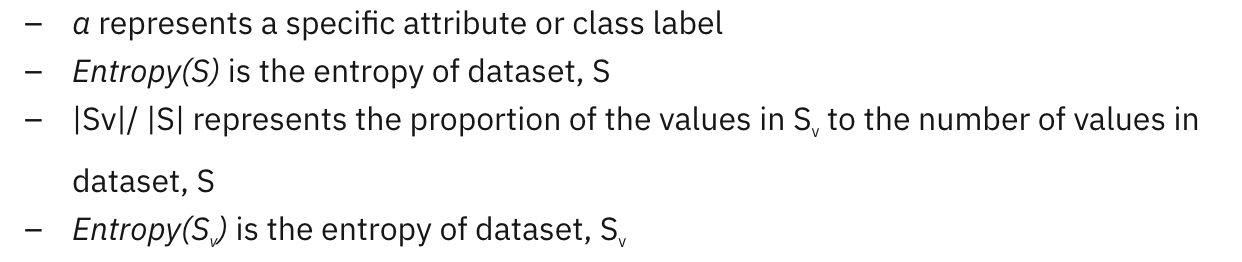 – a represents a specific attribute or class label
– Entropy(S) is the entropy of dataset, S
– |Sv|/ |S| represents the proportion of the values in Sᵥ to the number of values in
dataset, S
– Entropy(Sᵥ) is the entropy of dataset, Sᵥ